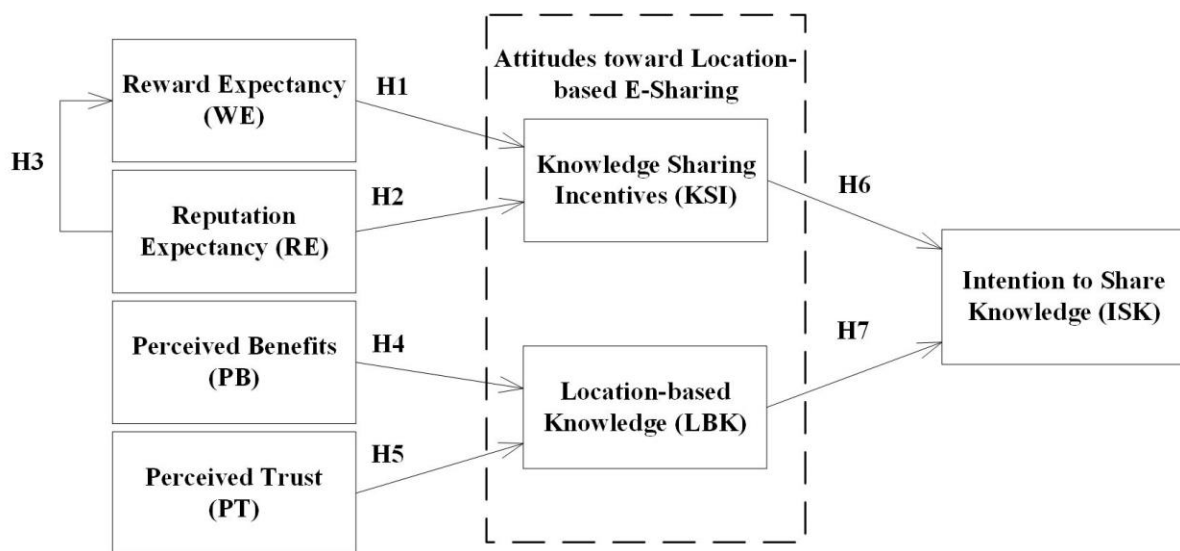 Attitudes toward Location-
based E-Sharing
Reward Expectancy
(WE)
H1
H3
Reputation
Expectancy (RE)
H2
Knowledge Sharing
Incentives (KSI)
H6
Perceived Benefits
(PB)
H4
Perceived Trust
(PT)
H5
Location-based
Knowledge (LBK)
H7
Intention to Share
Knowledge (ISK)